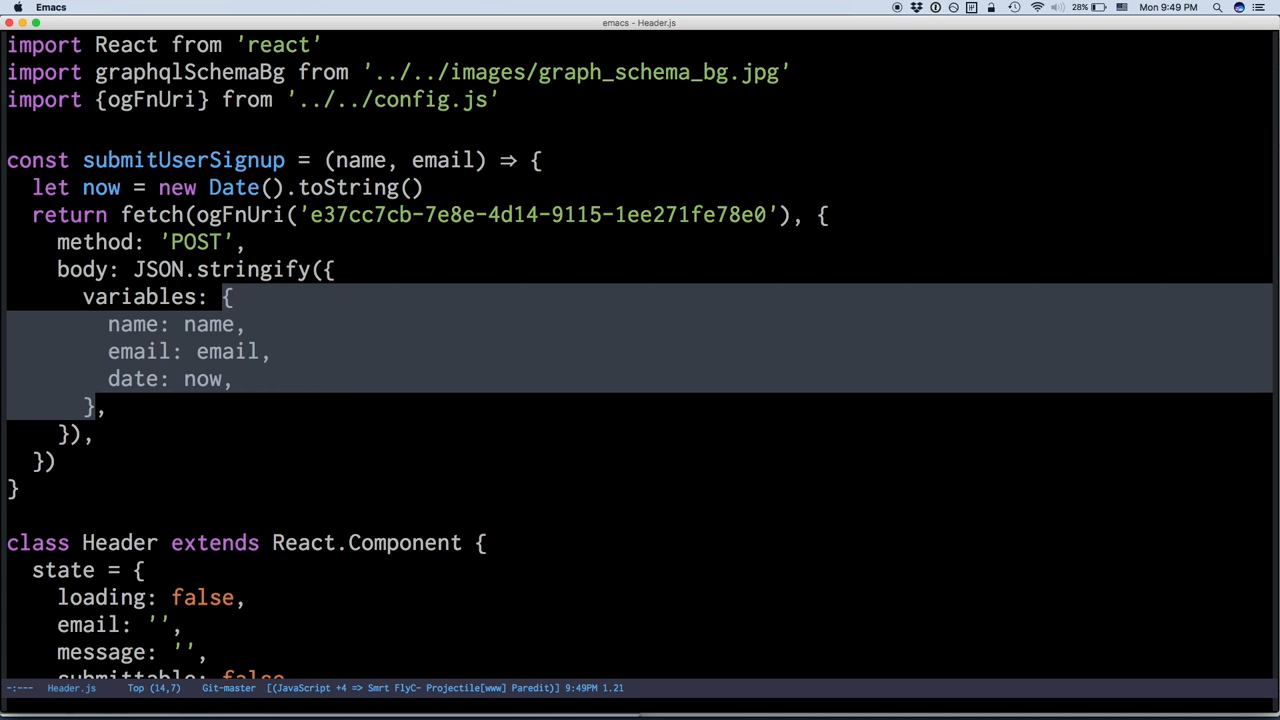 Emacs
28%
Mon 9:49 PM
emacs - Header.js
import React from 'react'
import graphqlSchemaBg from '../../images/graph_schema_bg.jpg'
import {ogFnUri} from '../../config.js'
const submitUserSignup = (name, email) ⇒ {
let now = new Date().toString()
return fetch(ogFnUri('e37cc7cb-7e8e-4d14-9115-1ee271fe78e0'), {
method: 'POST',
body: JSON.stringify({
variables: {
name: name,
email: email,
date: now,
},
}),
})
}
class Header extends React.Component {
state = {
loading: false,
email: '',
message: '',
submittable: false
-:--- Header.js Top (14,7) Git-master [(JavaScript +4 => Smrt FlyC- Projectile[www] Paredit)] 9:49PM 1.21